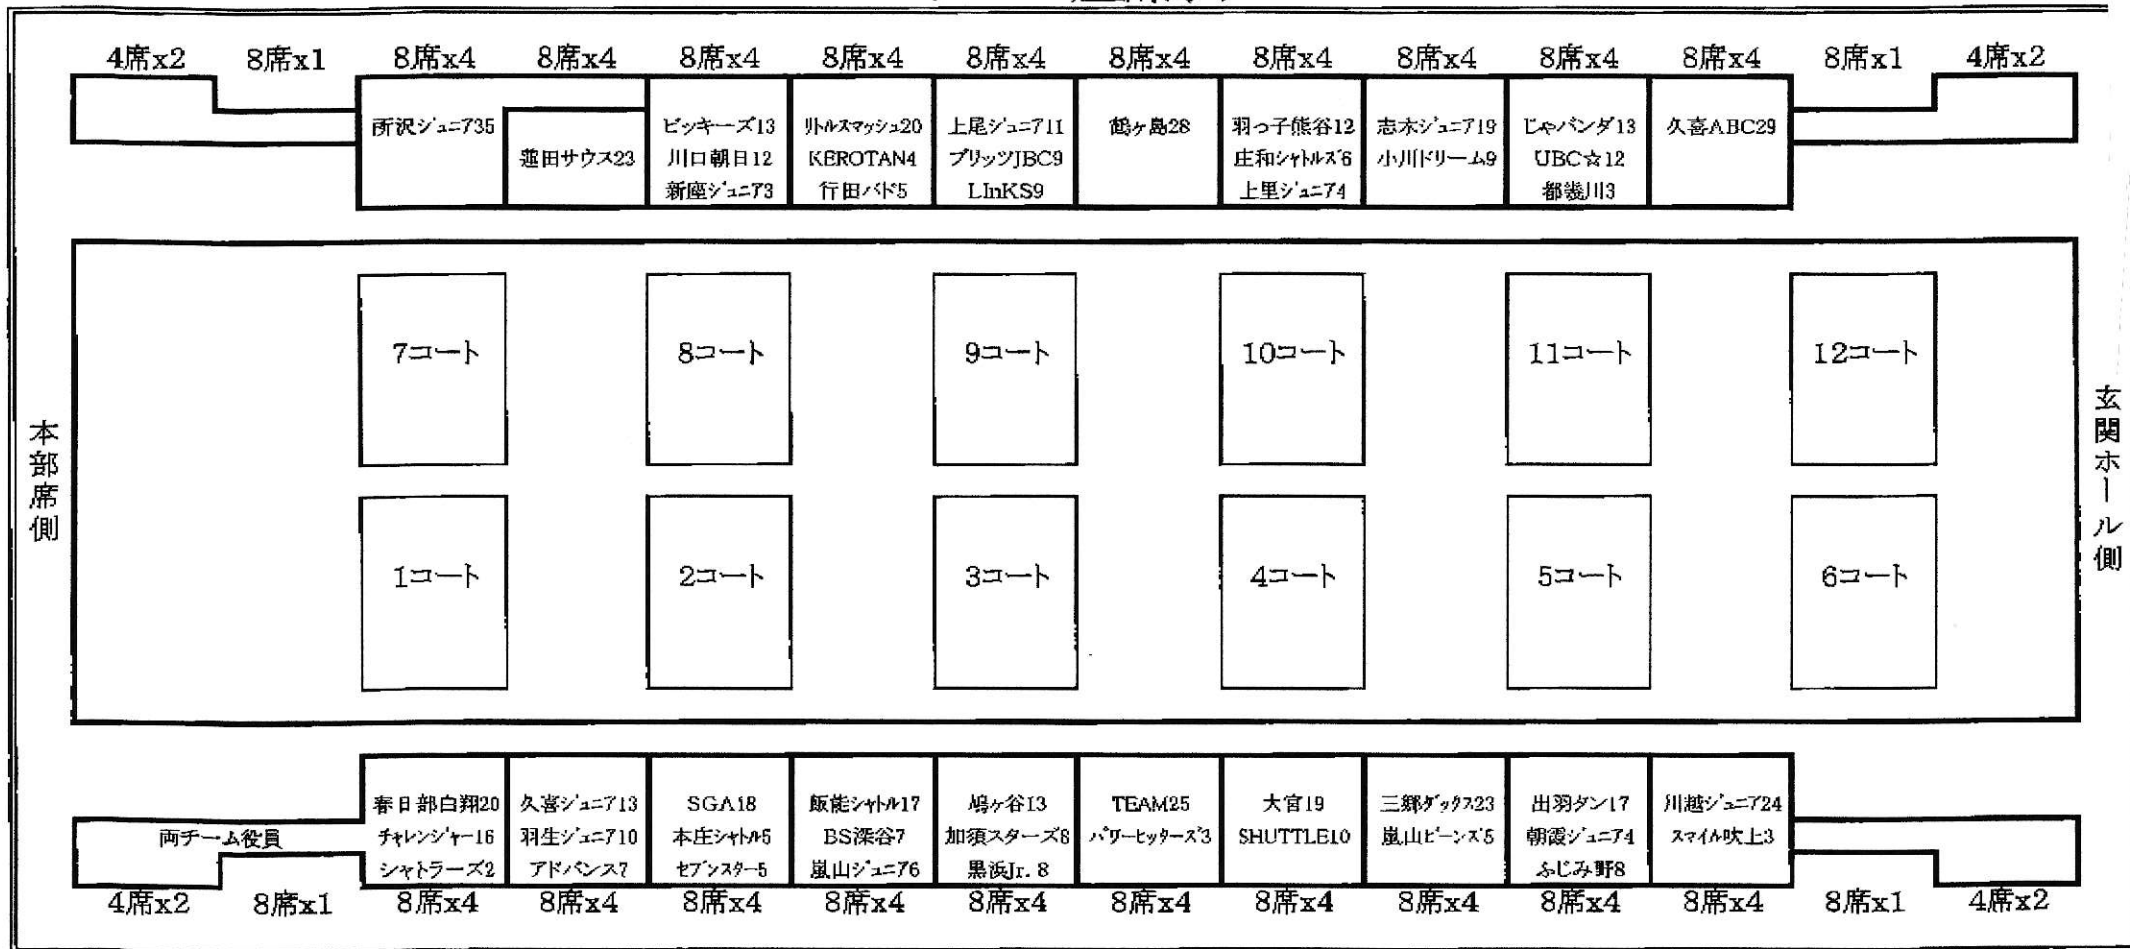 4席x2 8席x1 8席x4 8席x4 8席x4 8席x4 8席x4 8席x4 8席x4 8席x4 8席x4 8席x4 8席x1 4席x2
所沢ジュニア35
蓮田サウス23
ビッキーズ13
川口朝日12
新座ジュニア3
リトルスマッシュ20
KEROTAN4
行田バド5
上尾ジュニア11
ブリッツJBC9
LInKS9
鶴ヶ島28
羽っ子熊谷12
庄和シャトルズ6
上里ジュニア4
志木ジュニア19
小川ドリーム9
じゃパンダ13
UBC☆12
都幾川3
久喜ABC29
本部席側
7コート 8コート 9コート 10コート 11コート 12コート
1コート 2コート 3コート 4コート 5コート 6コート
玄関ホール側
両チーム役員
春日部白翔20
チャレンジャー16
シャトラーズ2
久喜ジュニア13
羽生ジュニア10
アドバンス7
SGA18
本庄シャトル5
セブンスター5
飯能シャトル17
BS深谷7
嵐山ジュニア6
鳩ヶ谷13
加須スターズ8
黒浜Jr. 8
TEAM25
パワーヒッターズ3
大宮19
SHUTTLE10
三郷ダックス23
嵐山ビーンズ5
出羽ダン17
朝霞ジュニア4
ふじみ野8
川越ジュニア24
スマイル吹上3
4席x2 8席x1 8席x4 8席x4 8席x4 8席x4 8席x4 8席x4 8席x4 8席x4 8席x4 8席x4 8席x1 4席x2